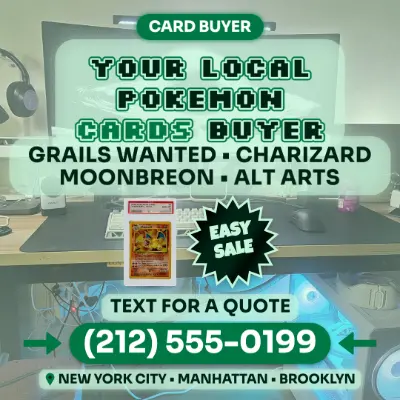 CARD BUYER
YOUR LOCAL
POKEMON
CARDS BUYER
GRAILS WANTED ▪ CHARIZARD
MOONBREON ▪ ALT ARTS
EASY
SALE
TEXT FOR A QUOTE
(212) 555-0199
NEW YORK CITY ▪ MANHATTAN ▪ BROOKLYN